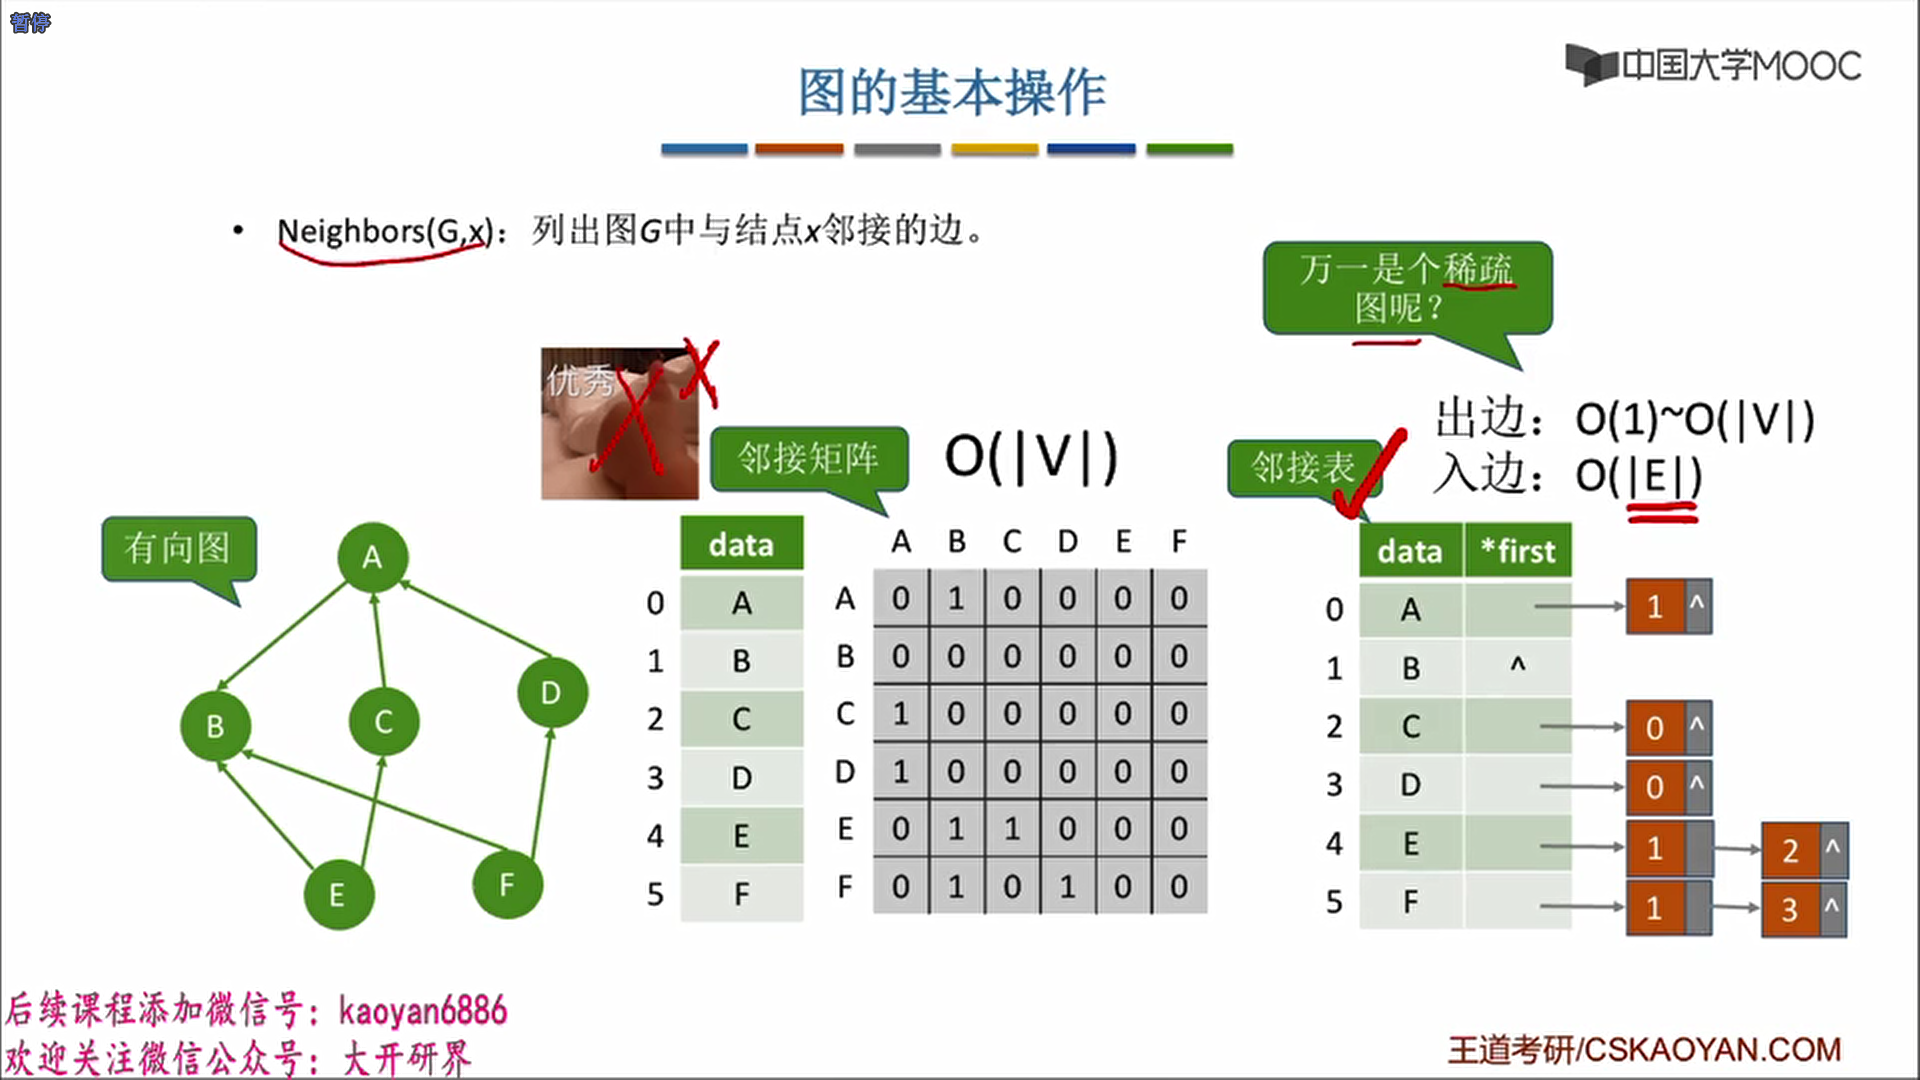 暂停
中国大学MOOC
图的基本操作
• Neighbors(G,x)：列出图G中与结点x邻接的边。
万一是个稀疏
图呢？
优秀
邻接矩阵
O(|V|)
邻接表
出边：O(1)~O(|V|)
入边：O(|E|)
有向图
A
B
C
D
E
F
data
0 A
1 B
2 C
3 D
4 E
5 F
A B C D E F
A 0 1 0 0 0 0
B 0 0 0 0 0 0
C 1 0 0 0 0 0
D 1 0 0 0 0 0
E 0 1 1 0 0 0
F 0 1 0 1 0 0
data *first
0 A 1 ^
1 B ^
2 C 0 ^
3 D 0 ^
4 E 1 2 ^
5 F 1 3 ^
后续课程添加微信号：kaoyan6886
欢迎关注微信公众号：大开研界
王道考研/CSKAOYAN.COM